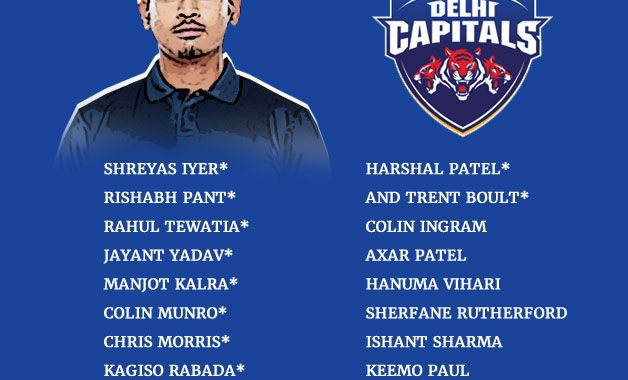 DELHI
CAPITALS
SHREYAS IYER*
RISHABH PANT*
RAHUL TEWATIA*
JAYANT YADAV*
MANJOT KALRA*
COLIN MUNRO*
CHRIS MORRIS*
KAGISO RABADA*
HARSHAL PATEL*
AND TRENT BOULT*
COLIN INGRAM
AXAR PATEL
HANUMA VIHARI
SHERFANE RUTHERFORD
ISHANT SHARMA
KEEMO PAUL